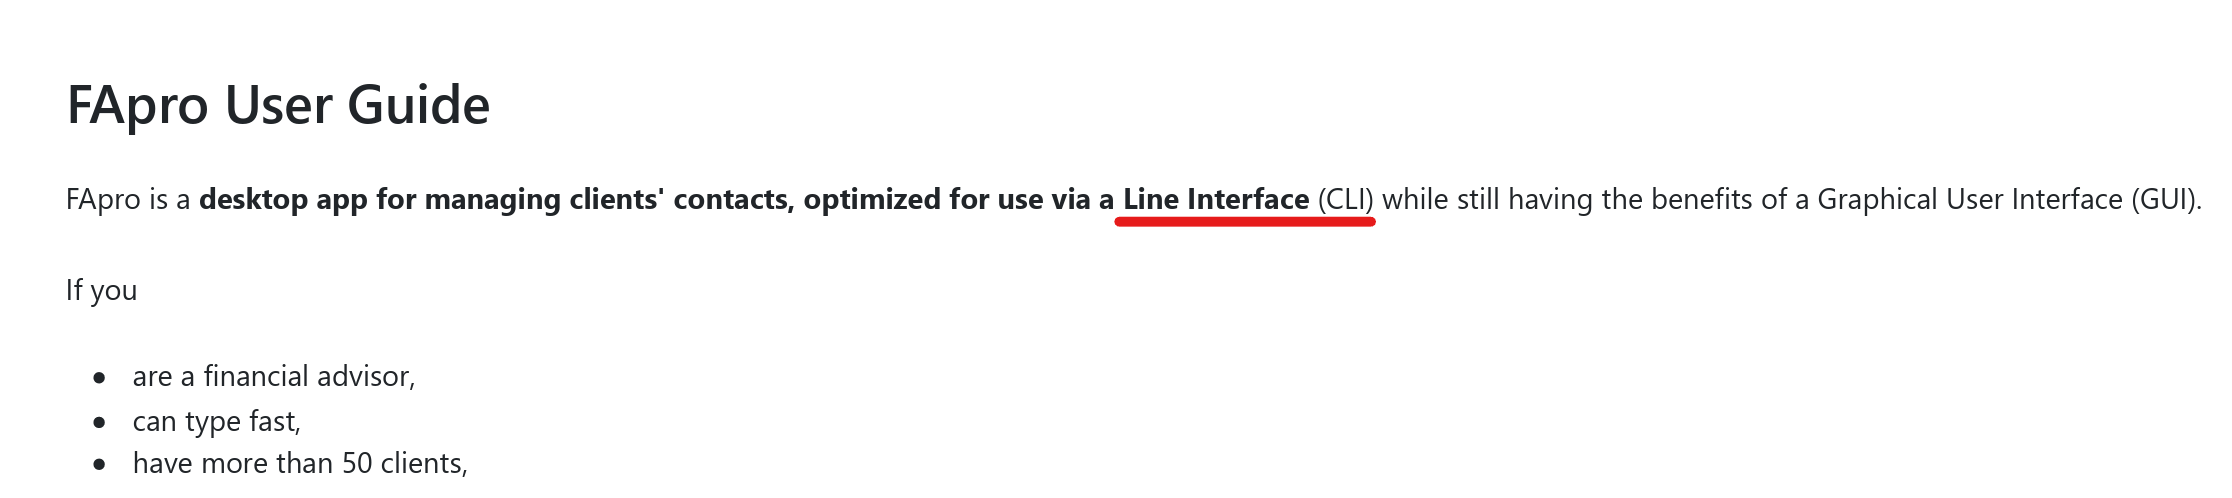 FApro User Guide
FApro is a desktop app for managing clients' contacts, optimized for use via a Line Interface (CLI) while still having the benefits of a Graphical User Interface (GUI).
If you
● are a financial advisor,
● can type fast,
● have more than 50 clients,